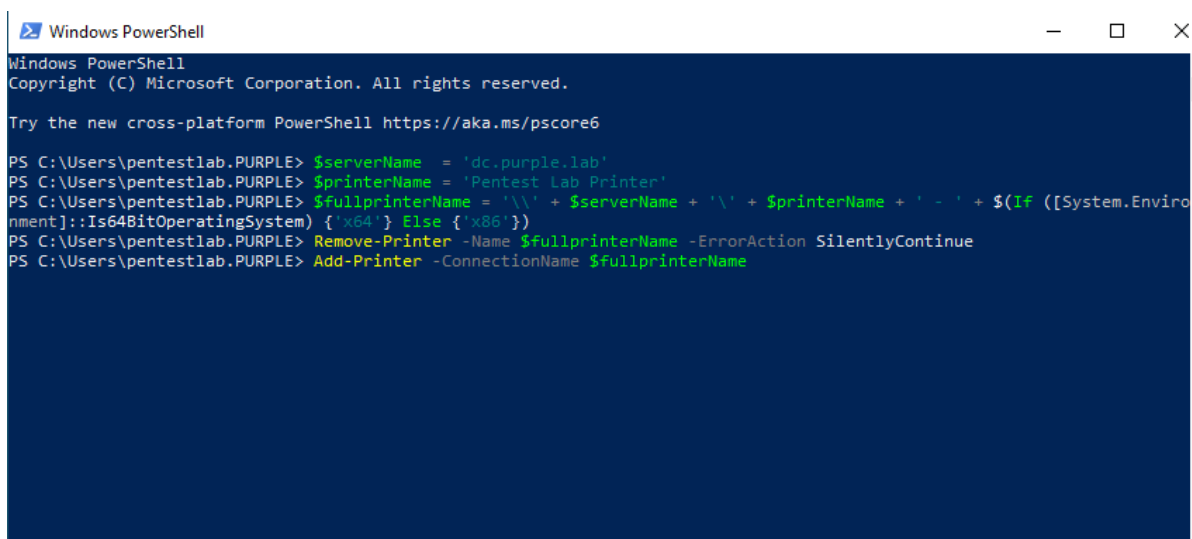 Windows PowerShell
Windows PowerShell
Copyright (C) Microsoft Corporation. All rights reserved.
Try the new cross-platform PowerShell https://aka.ms/pscore6
PS C:\Users\pentestlab.PURPLE> $serverName  = 'dc.purple.lab'
PS C:\Users\pentestlab.PURPLE> $printerName = 'Pentest Lab Printer'
PS C:\Users\pentestlab.PURPLE> $fullprinterName = '\\' + $serverName + '\' + $printerName + ' - ' + $(If ([System.Enviro
nment]::Is64BitOperatingSystem) {'x64'} Else {'x86'})
PS C:\Users\pentestlab.PURPLE> Remove-Printer -Name $fullprinterName -ErrorAction SilentlyContinue
PS C:\Users\pentestlab.PURPLE> Add-Printer -ConnectionName $fullprinterName